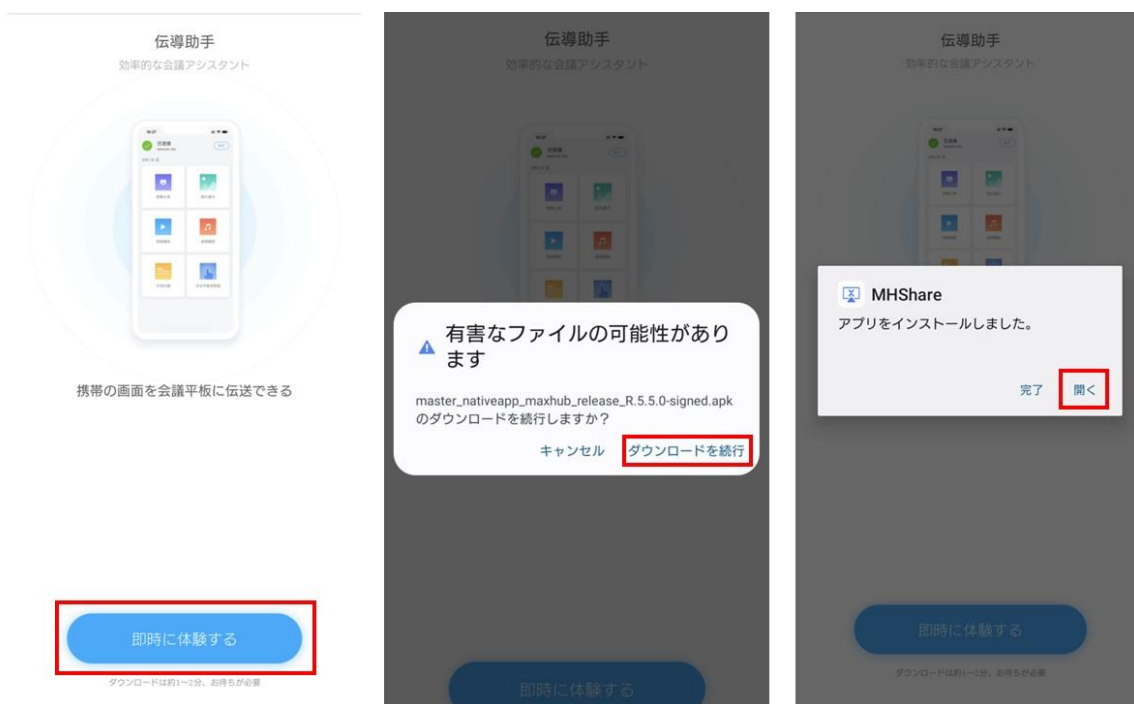 伝導助手
効率的な会議アシスタント
携帯の画面を会議平板に伝送できる
即時に体験する
ダウンロードは約1~2分、お待ちが必要
伝導助手
効率的な会議アシスタント
有害なファイルの可能性があり
ます
master_nativeapp_maxhub_release_R.5.5.0-signed.apk
のダウンロードを続行しますか？
キャンセル ダウンロードを続行
即時に体験する
伝導助手
効率的な会議アシスタント
MHShare
アプリをインストールしました。
完了 開く
即時に体験する
ダウンロードは約1~2分、お待ちが必要